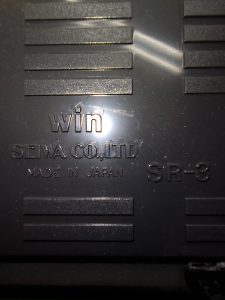 win
SEIWA CO.,LTD
MADE IN JAPAN
SR-3